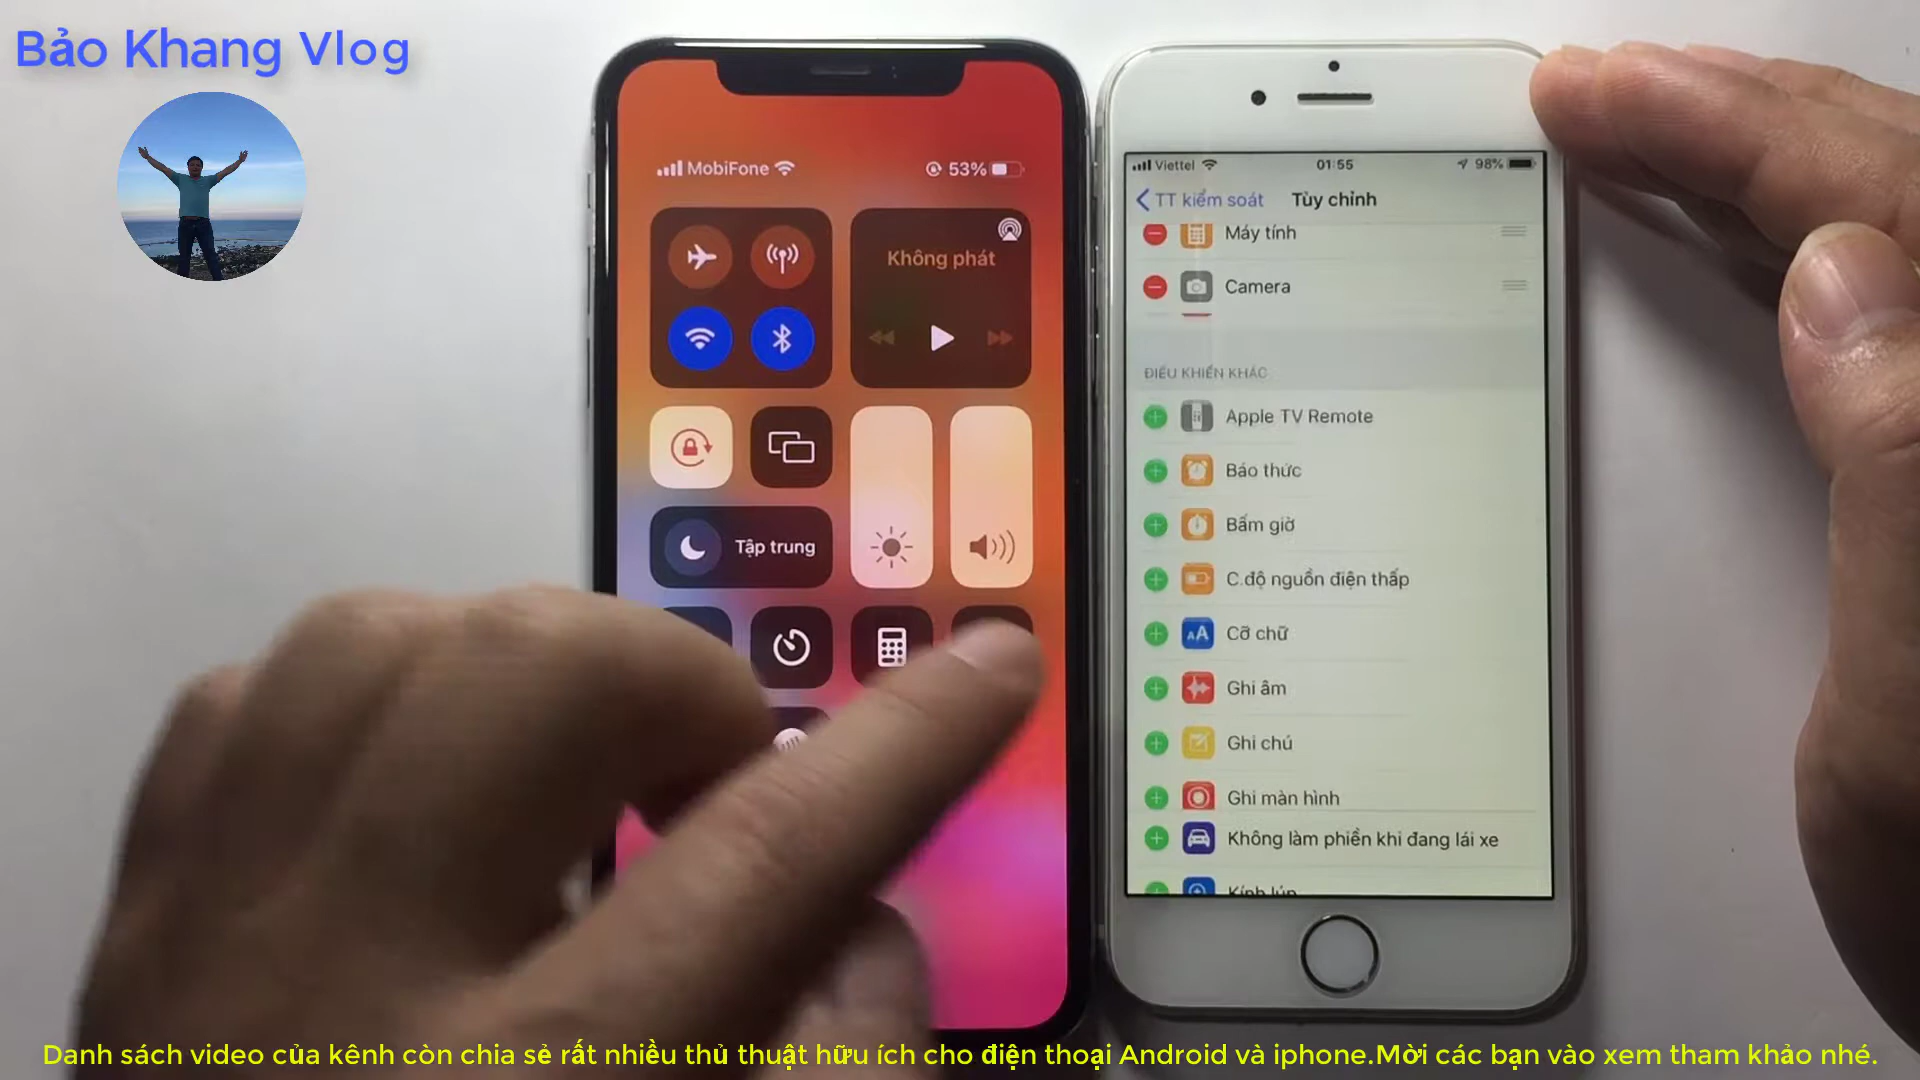 Bảo Khang Vlog
MobiFone
53%
Không phát
Tập trung
Viettel
01:55
98%
TT kiểm soát
Tùy chỉnh
Máy tính
Camera
ĐIỀU KHIỂN KHÁC
Apple TV Remote
Báo thức
Bấm giờ
C.độ nguồn điện thấp
AA
Cỡ chữ
Ghi âm
Ghi chú
Ghi màn hình
Không làm phiền khi đang lái xe
Kính lúp
Danh sách video của kênh còn chia sẻ rất nhiều thủ thuật hữu ích cho điện thoại Android và iphone.Mời các bạn vào xem tham khảo nhé.